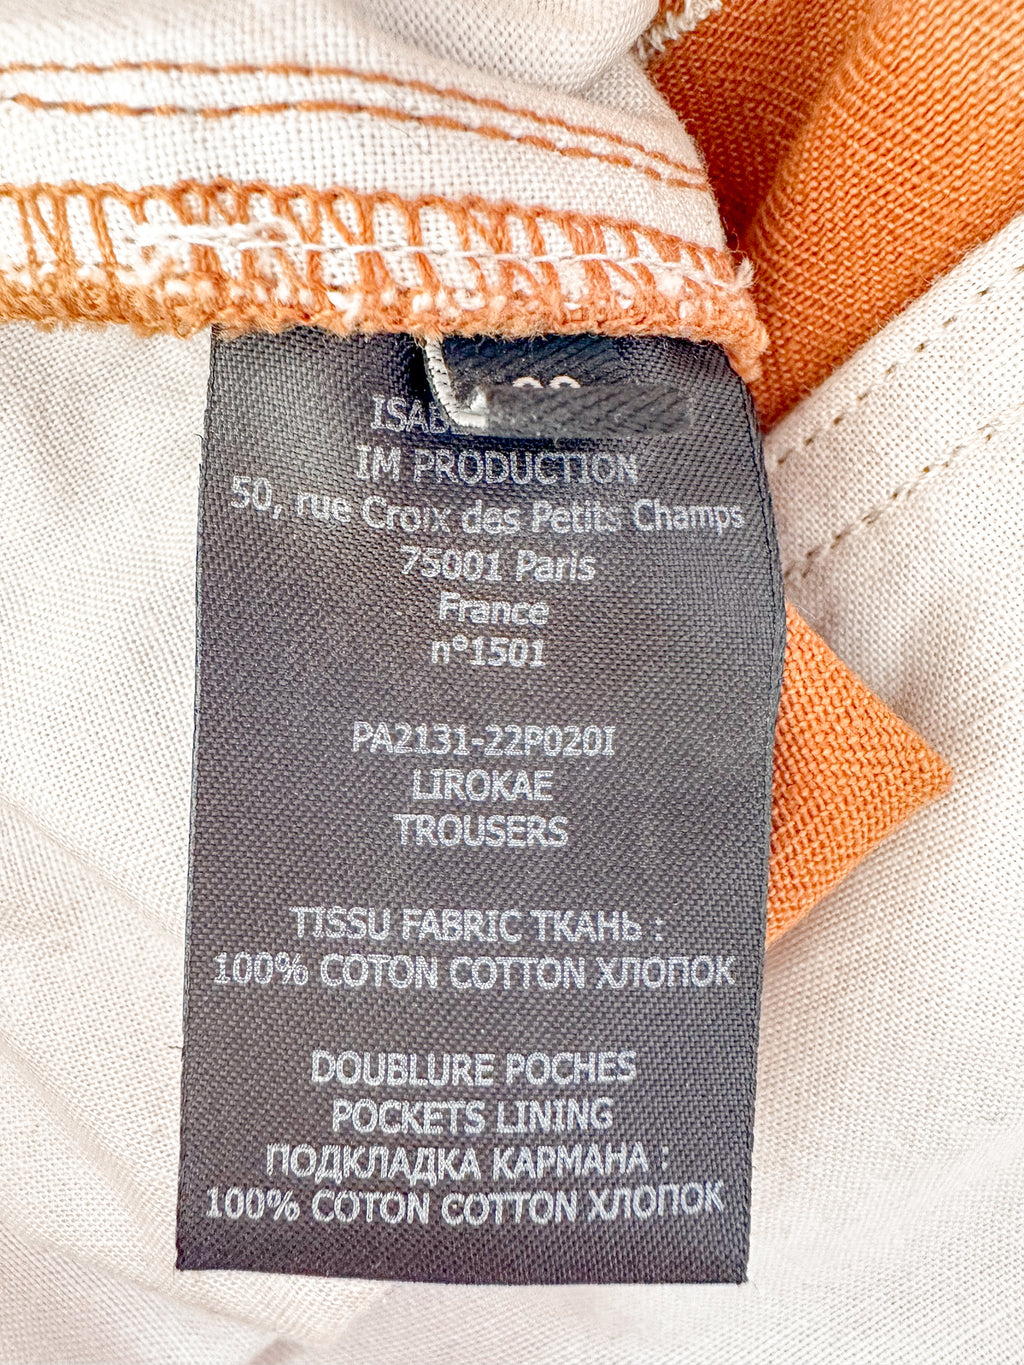 IM PRODUCTION
50, rue Croix des Petits Champs
75001 Paris
France
n°1501
PA2131-22P020I
LIROKAE
TROUSERS
TISSU FABRIC ТКАНЬ :
100% COTON COTTON ХЛОПОК
DOUBLURE POCHES
POCKETS LINING
ПОДКЛАДКА КАРМАНА :
100% COTON COTTON ХЛОПОК